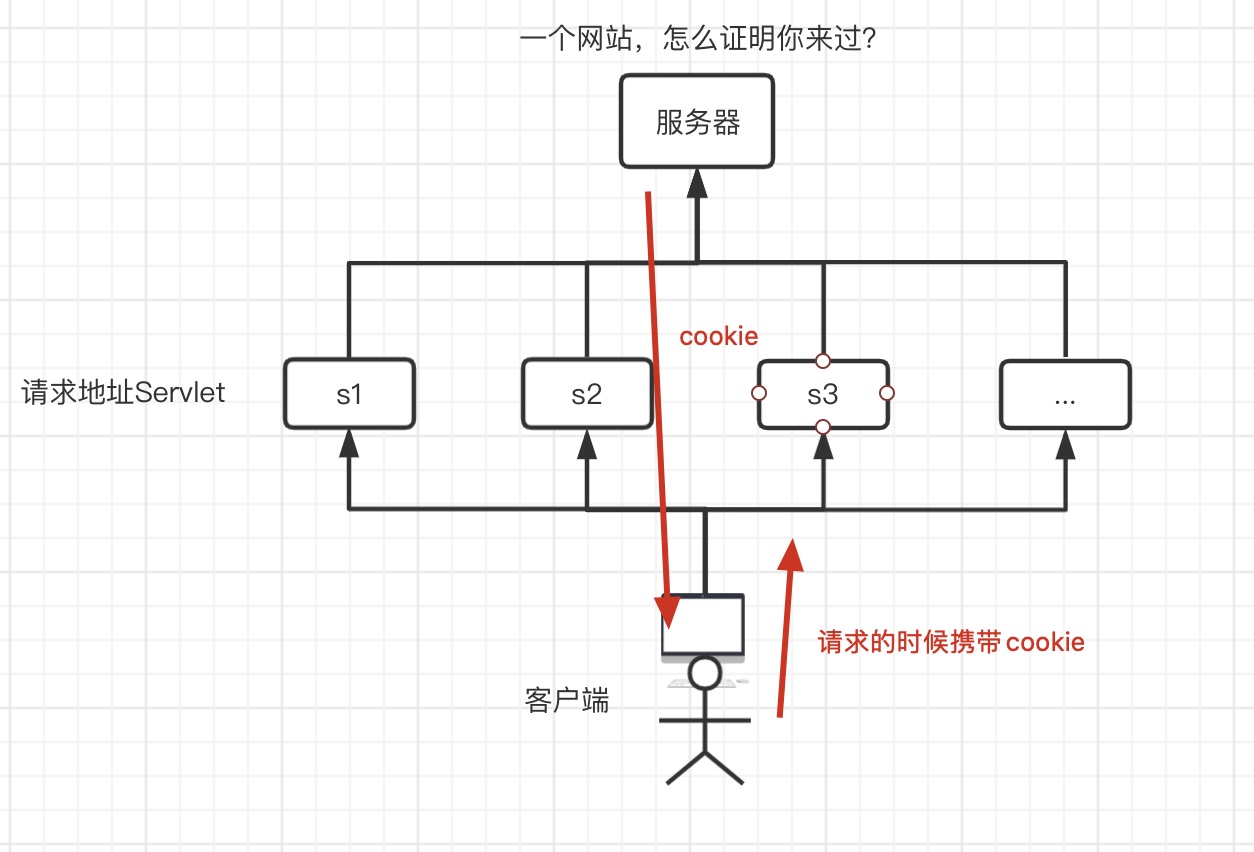 一个网站，怎么证明你来过？
服务器
cookie
请求地址Servlet
s1
s2
s3
...
请求的时候携带cookie
客户端